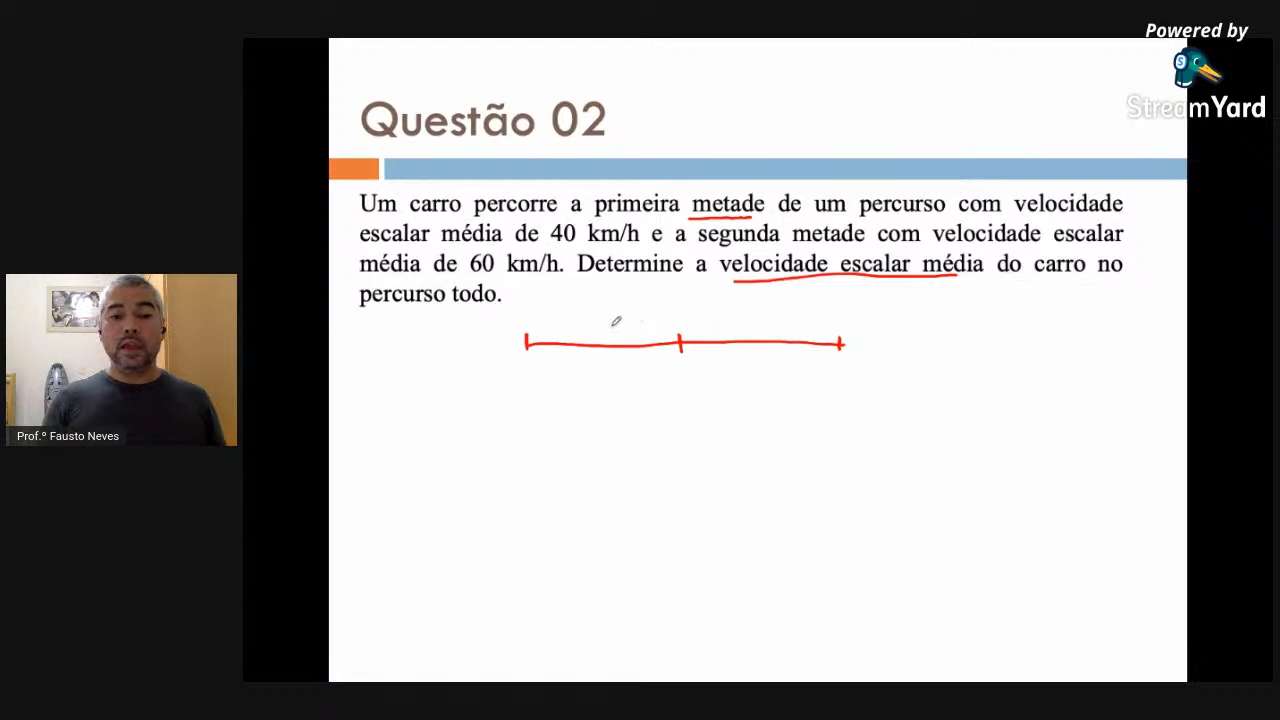 Powered by
StreamYard
Questão 02
Um carro percorre a primeira metade de um percurso com velocidade
escalar média de 40 km/h e a segunda metade com velocidade escalar
média de 60 km/h. Determine a velocidade escalar média do carro no
percurso todo.
Prof.º Fausto Neves